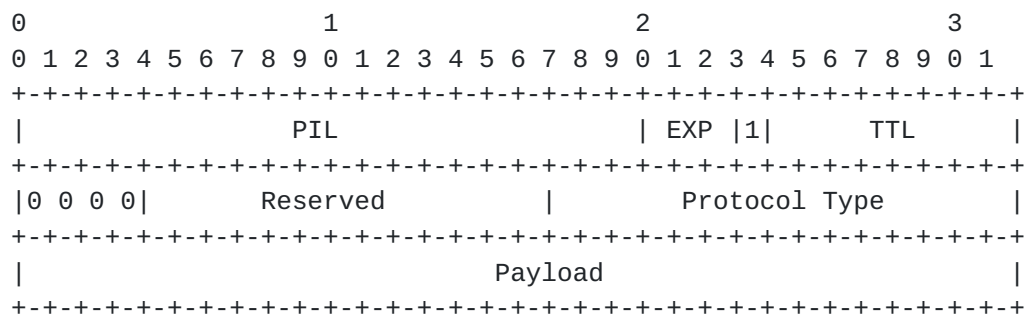 0                   1                   2                   3
0 1 2 3 4 5 6 7 8 9 0 1 2 3 4 5 6 7 8 9 0 1 2 3 4 5 6 7 8 9 0 1
+-+-+-+-+-+-+-+-+-+-+-+-+-+-+-+-+-+-+-+-+-+-+-+-+-+-+-+-+-+-+-+-+
|                 PIL                   | EXP |1|      TTL      |
+-+-+-+-+-+-+-+-+-+-+-+-+-+-+-+-+-+-+-+-+-+-+-+-+-+-+-+-+-+-+-+-+
|0 0 0 0|       Reserved          |        Protocol Type        |
+-+-+-+-+-+-+-+-+-+-+-+-+-+-+-+-+-+-+-+-+-+-+-+-+-+-+-+-+-+-+-+-+
|                              Payload                          |
+-+-+-+-+-+-+-+-+-+-+-+-+-+-+-+-+-+-+-+-+-+-+-+-+-+-+-+-+-+-+-+-+